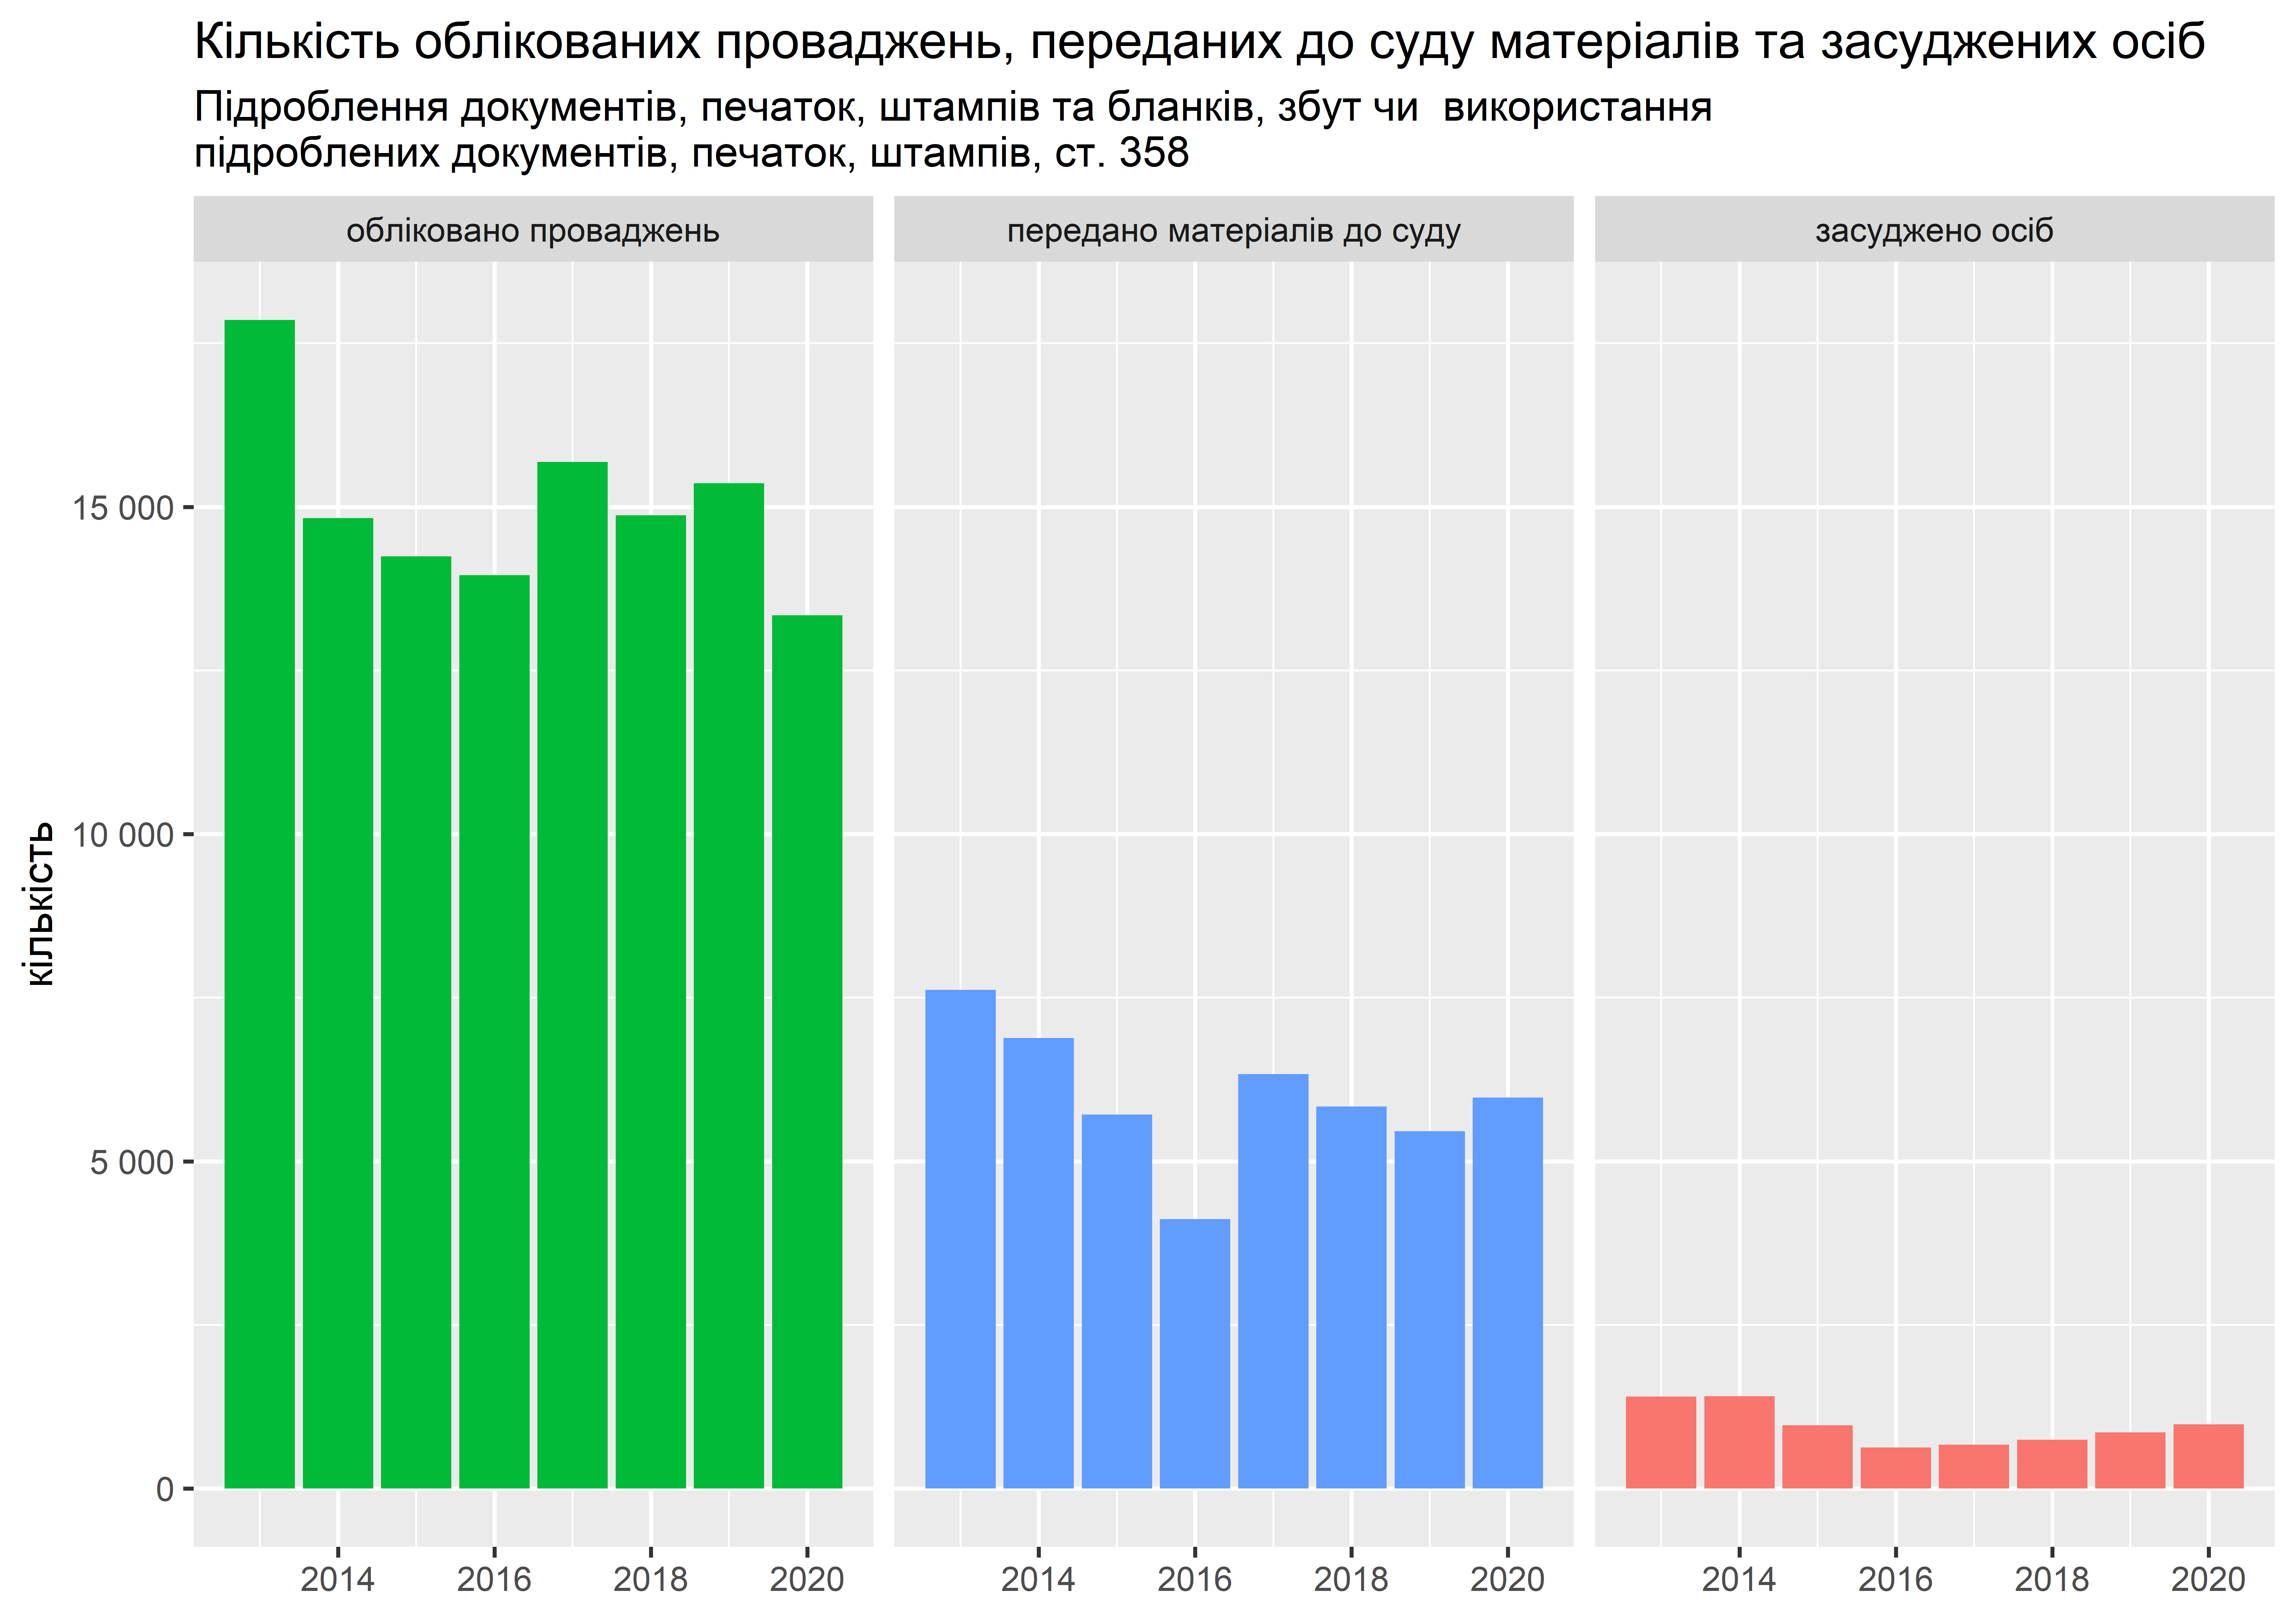 Кількість облікованих проваджень, переданих до суду матеріалів та засуджених осіб
Підроблення документів, печаток, штампів та бланків, збут чи  використання
підроблених документів, печаток, штампів, ст. 358
обліковано проваджень
передано матеріалів до суду
засуджено осіб
кількість
15 000
10 000
5 000
0
2014 2016 2018 2020
2014 2016 2018 2020
2014 2016 2018 2020